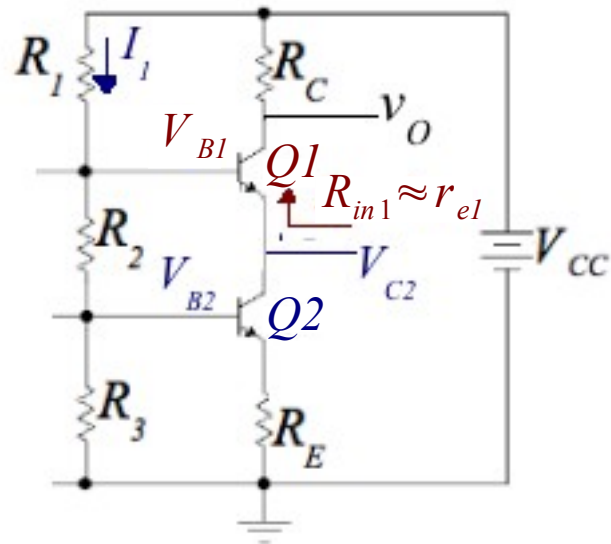 R1
I1
RC
vO
VB1
Q1
Rin1≈re1
R2
VB2
VC2
VCC
Q2
R3
RE